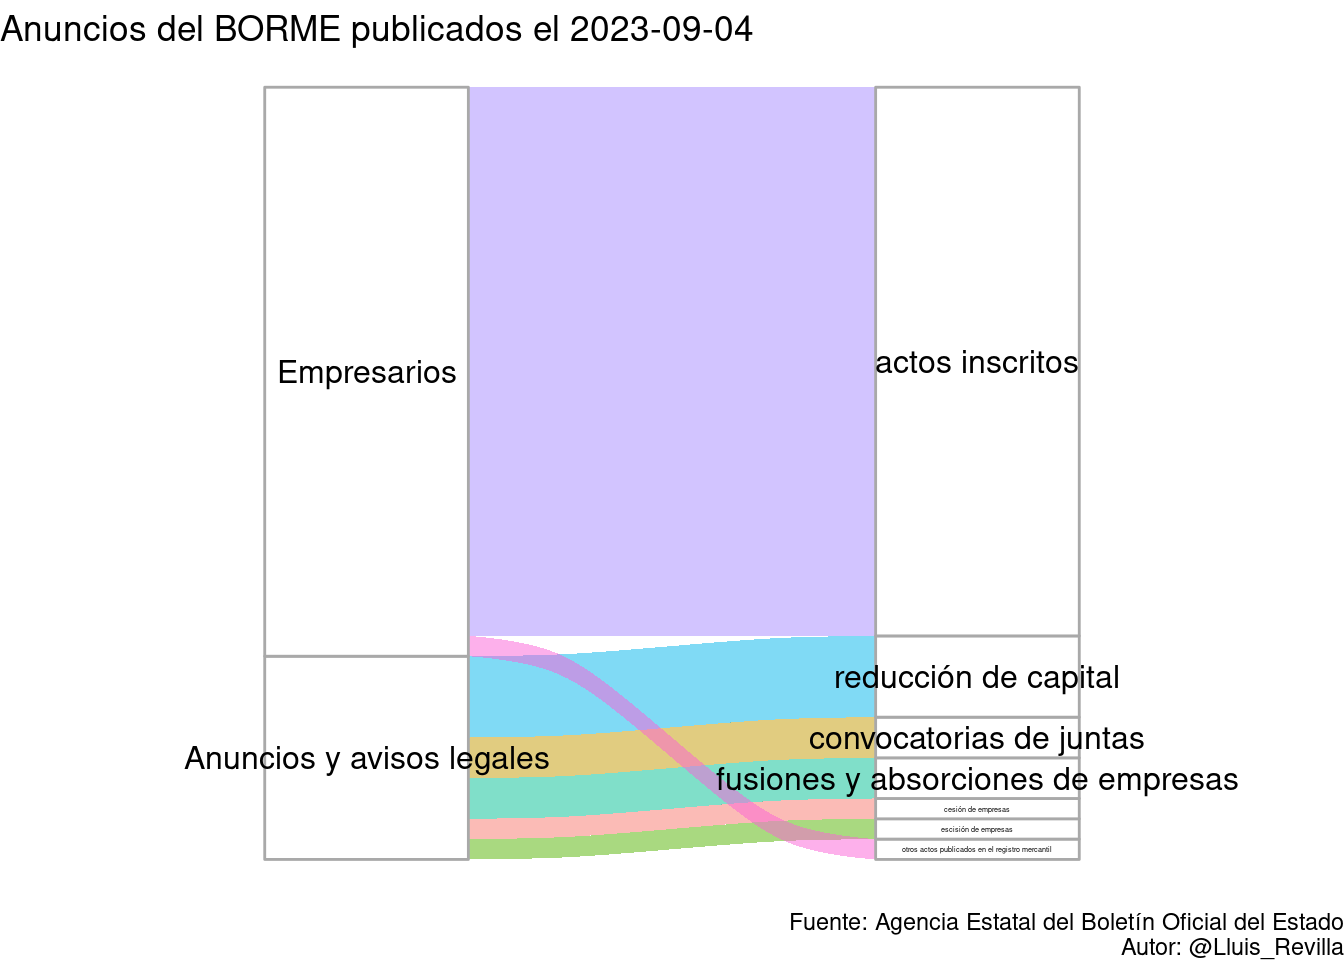 Anuncios del BORME publicados el 2023-09-04
Empresarios
actos inscritos
reducción de capital
Anuncios y avisos legales
convocatorias de juntas
fusiones y absorciones de empresas
cesión de empresas
escisión de empresas
otros actos publicados en el registro mercantil
Fuente: Agencia Estatal del Boletín Oficial del Estado
Autor: @Lluis_Revilla